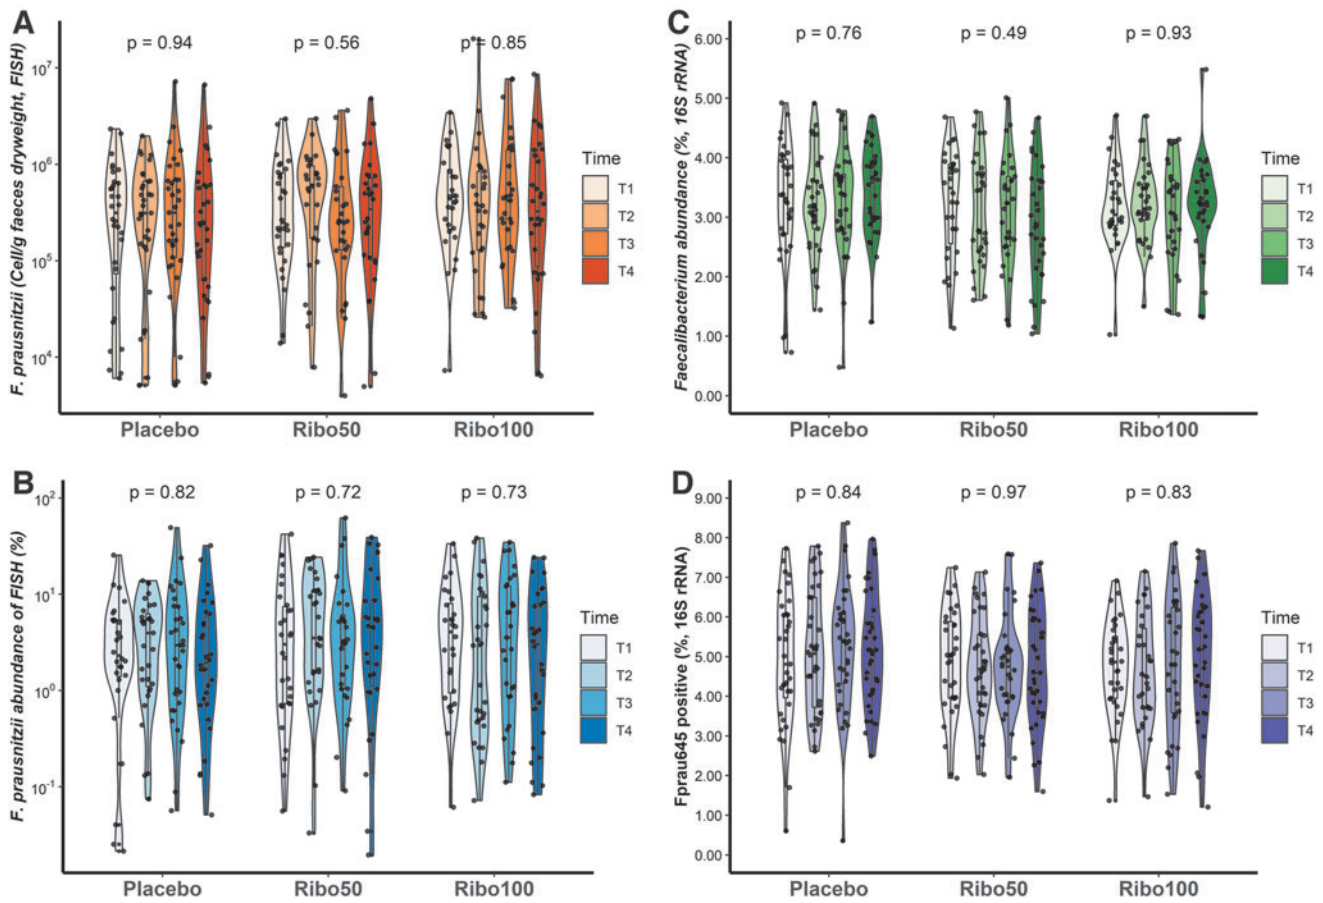 A
p = 0.94
p = 0.56
p = 0.85
F. prausnitzii (Cell/g faeces dryweight, FISH)
10⁷
10⁶
10⁵
10⁴
Placebo
Ribo50
Ribo100
Time
T1
T2
T3
T4
C
p = 0.76
p = 0.49
p = 0.93
Faecalibacterium abundance (%, 16S rRNA)
6.00
5.00
4.00
3.00
2.00
1.00
0.00
Placebo
Ribo50
Ribo100
Time
T1
T2
T3
T4
B
p = 0.82
p = 0.72
p = 0.73
F. prausnitzii abundance of FISH (%)
10²
10¹
10⁰
10⁻¹
Placebo
Ribo50
Ribo100
Time
T1
T2
T3
T4
D
p = 0.84
p = 0.97
p = 0.83
Fprau645 positive (%, 16S rRNA)
9.00
8.00
7.00
6.00
5.00
4.00
3.00
2.00
1.00
0.00
Placebo
Ribo50
Ribo100
Time
T1
T2
T3
T4